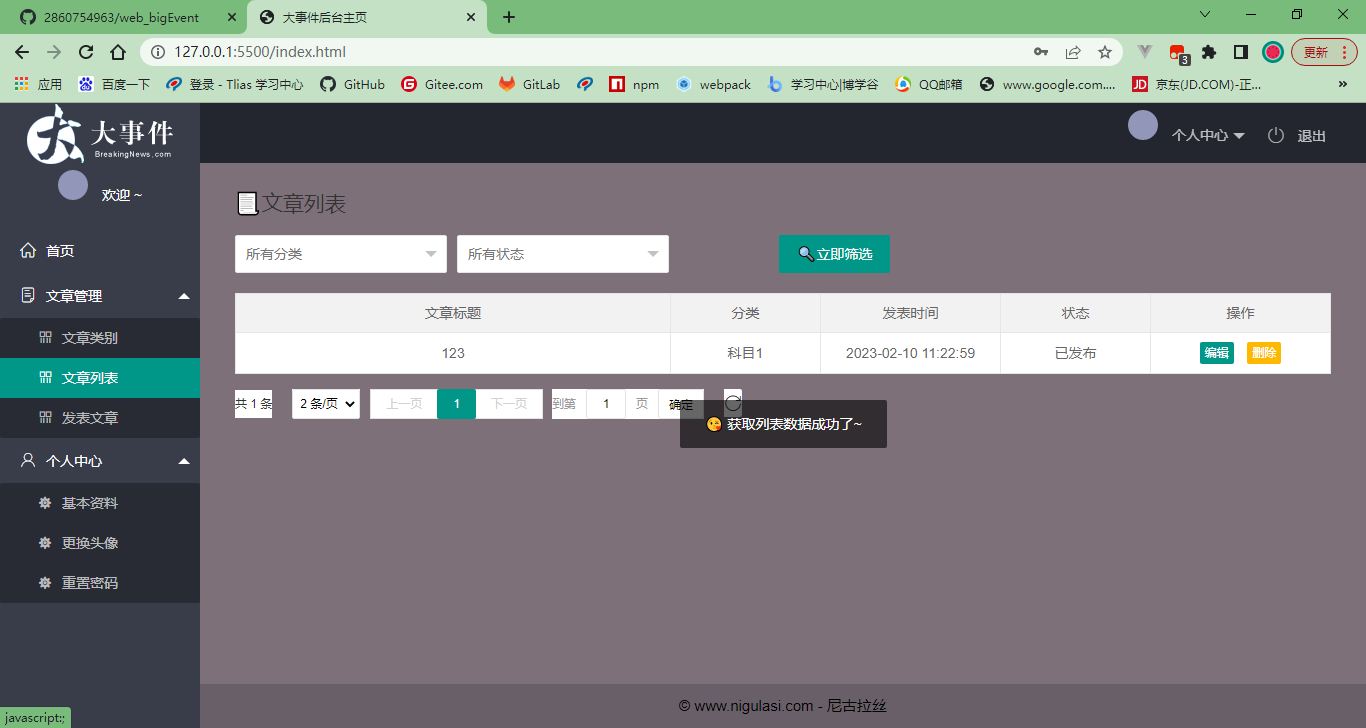 2860754963/web_bigEvent
大事件后台主页
127.0.0.1:5500/index.html
3
更新
应用
百度一下
登录 - Tlias 学习中心
GitHub
Gitee.com
GitLab
npm
webpack
学习中心|博学谷
QQ邮箱
www.google.com....
JD
京东(JD.COM)-正...
»
大事件
BreakingNews.com
个人中心
退出
欢迎 ~
首页
文章管理
文章类别
文章列表
发表文章
个人中心
基本资料
更换头像
重置密码
文章列表
所有分类
所有状态
立即筛选
文章标题 分类 发表时间 状态 操作
123 科目1 2023-02-10 11:22:59 已发布 编辑 删除
共 1 条 2 条/页 上一页 1 下一页 到第 1 页 确定
😘 获取列表数据成功了~
© www.nigulasi.com - 尼古拉丝
javascript:;